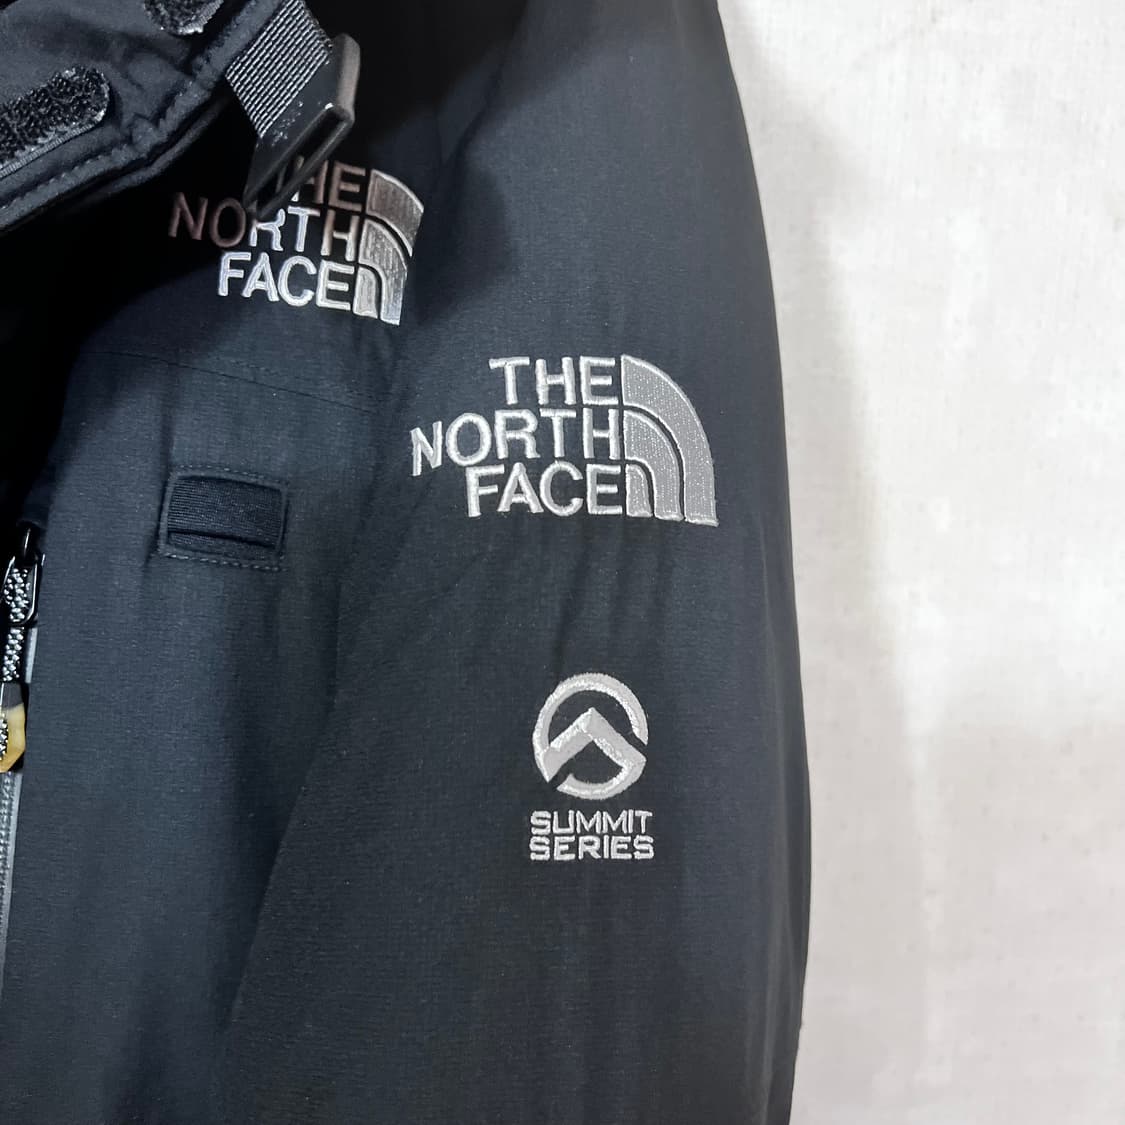 THE
NORTH
FACE
THE
NORTH
FACE
SUMMIT
SERIES